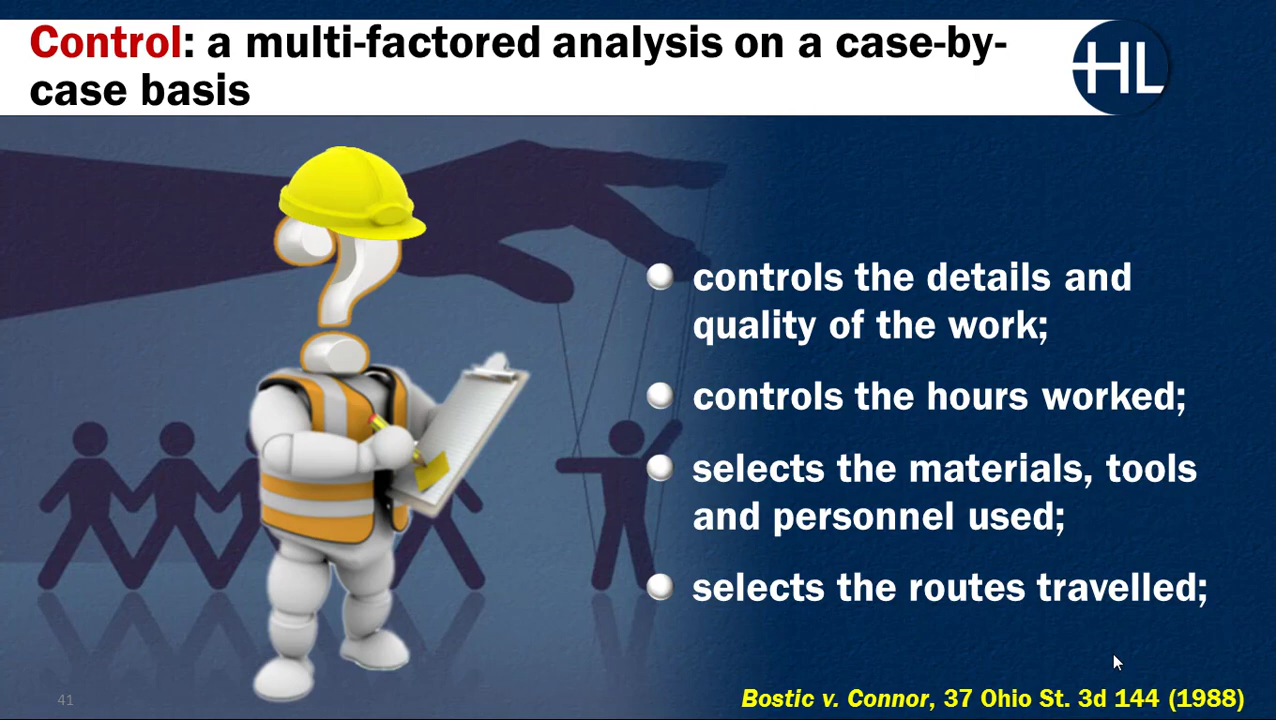 Control: a multi-factored analysis on a case-by-
case basis
HL
controls the details and
quality of the work;
controls the hours worked;
selects the materials, tools
and personnel used;
selects the routes travelled;
41
Bostic v. Connor, 37 Ohio St. 3d 144 (1988)